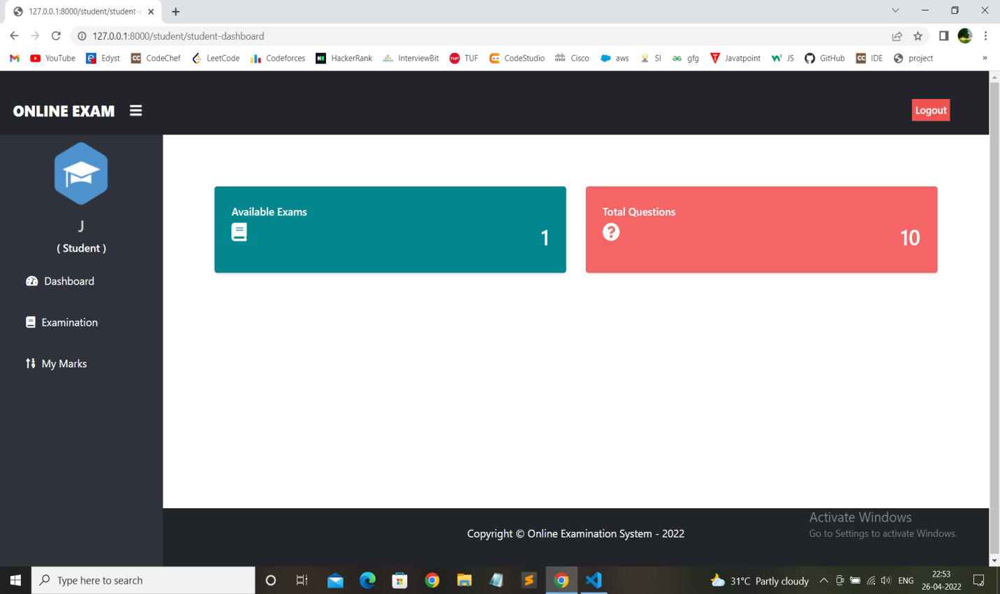 127.0.0.1:8000/student/student-d
127.0.0.1:8000/student/student-dashboard
YouTube Edyst CodeChef LeetCode Codeforces HackerRank InterviewBit TUF CodeStudio Cisco aws SI gfg Javatpoint JS GitHub IDE project »
ONLINE EXAM
Logout
J
( Student )
Dashboard
Examination
My Marks
Available Exams
1
Total Questions
10
Copyright © Online Examination System - 2022
Activate Windows
Go to Settings to activate Windows.
Type here to search
31°C Partly cloudy
ENG
22:53
26-04-2022